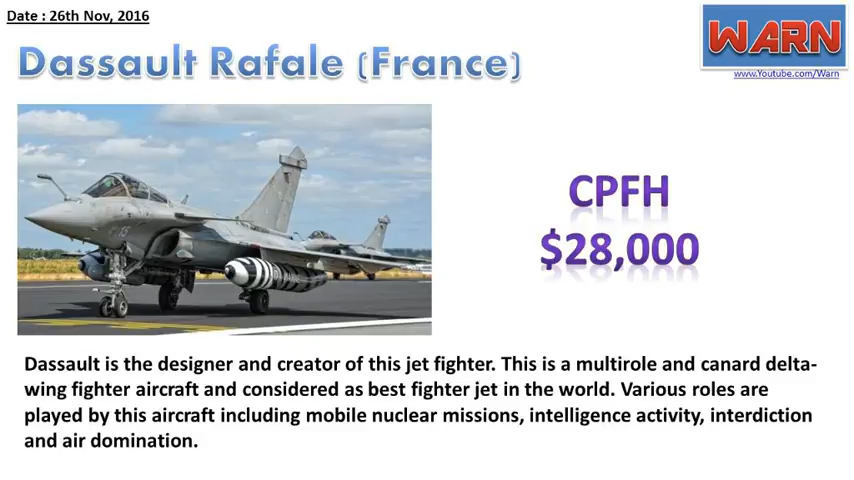 Date : 26th Nov, 2016
WARN
www.Youtube.com/Warn
Dassault Rafale (France)
CPFH
$28,000
Dassault is the designer and creator of this jet fighter. This is a multirole and canard delta-
wing fighter aircraft and considered as best fighter jet in the world. Various roles are
played by this aircraft including mobile nuclear missions, intelligence activity, interdiction
and air domination.